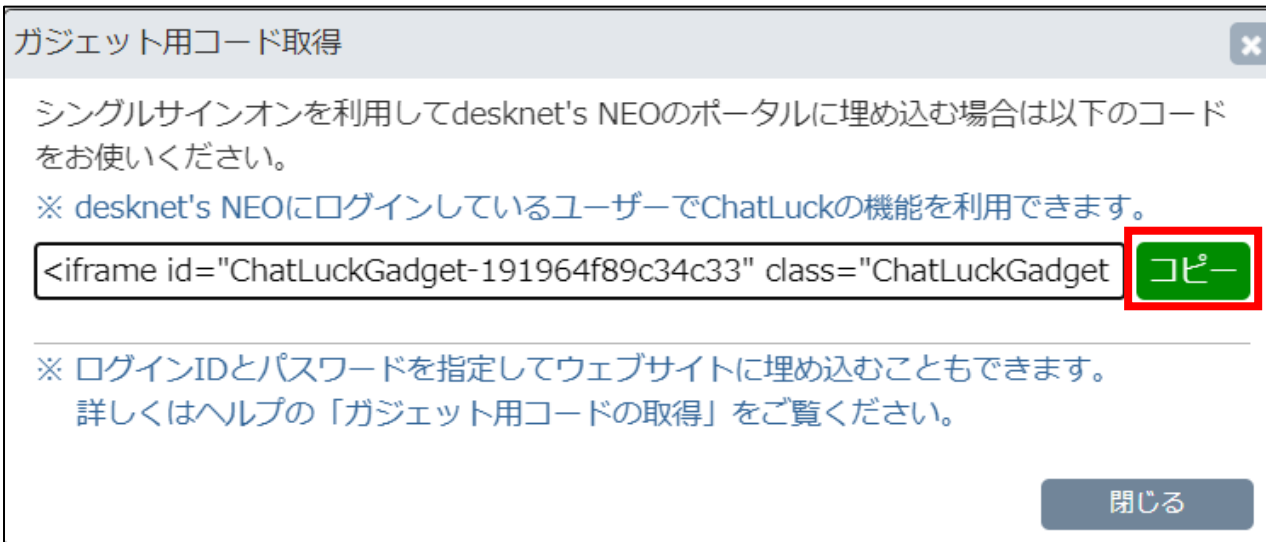 ガジェット用コード取得
シングルサインオンを利用してdesknet's NEOのポータルに埋め込む場合は以下のコード
をお使いください。
※ desknet's NEOにログインしているユーザーでChatLuckの機能を利用できます。
<iframe id="ChatLuckGadget-191964f89c34c33" class="ChatLuckGadget
コピー
※ ログインIDとパスワードを指定してウェブサイトに埋め込むこともできます。
詳しくはヘルプの「ガジェット用コードの取得」をご覧ください。
閉じる